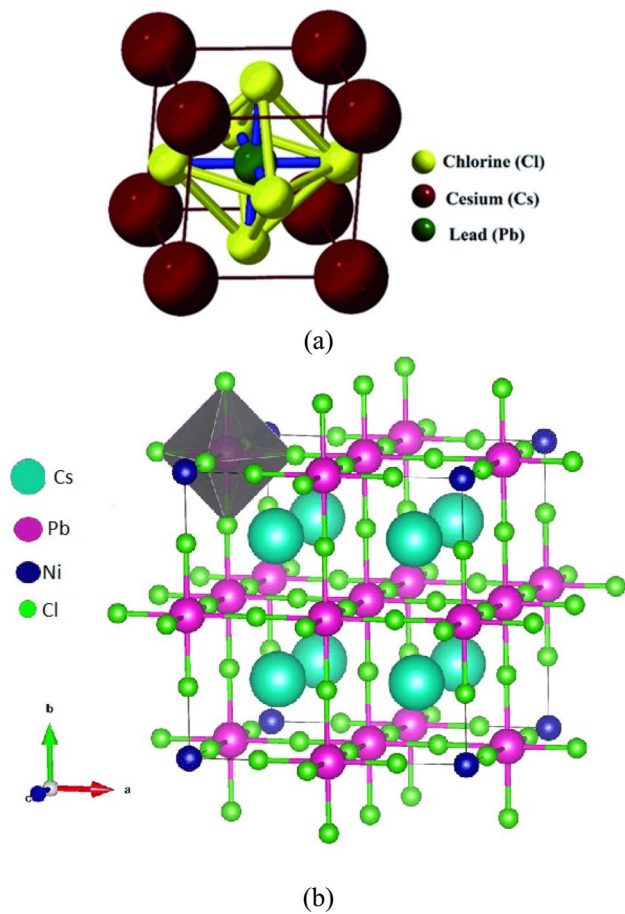 Chlorine (Cl)
Cesium (Cs)
Lead (Pb)
(a)
Cs
Pb
Ni
Cl
b
c
a
(b)